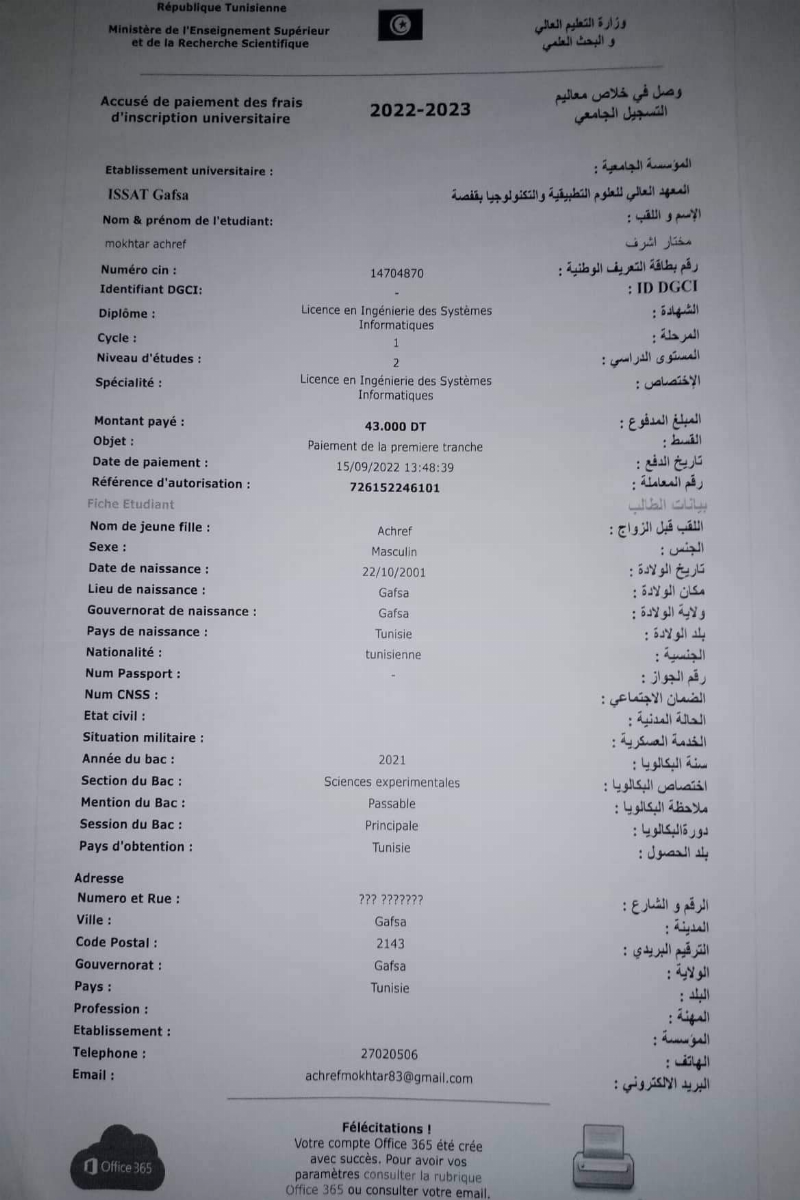 République Tunisienne
Ministère de l'Enseignement Supérieur
et de la Recherche Scientifique
وزارة التعليم العالي
و البحث العلمي
Accusé de paiement des frais
d'inscription universitaire
2022-2023
وصل في خلاص معاليم
التسجيل الجامعي
Etablissement universitaire : المؤسسة الجامعية :
ISSAT Gafsa المعهد العالي للعلوم التطبيقية والتكنولوجيا بقفصة
Nom & prénom de l'etudiant: الإسم و اللقب :
mokhtar achref مختار اشرف
Numéro cin : 14704870 رقم بطاقة التعريف الوطنية :
Identifiant DGCI: - ID DGCI :
Diplôme : Licence en Ingénierie des Systèmes الشهادة :
Informatiques
Cycle : 1 المرحلة :
Niveau d'études : 2 المستوى الدراسي :
Spécialité : Licence en Ingénierie des Systèmes الإختصاص :
Informatiques
Montant payé : 43.000 DT المبلغ المدفوع :
Objet : Paiement de la premiere tranche القسط :
Date de paiement : 15/09/2022 13:48:39 تاريخ الدفع :
Référence d'autorisation : 726152246101 رقم المعاملة :
Fiche Etudiant بيانات الطالب
Nom de jeune fille : Achref اللقب قبل الزواج :
Sexe : Masculin الجنس :
Date de naissance : 22/10/2001 تاريخ الولادة :
Lieu de naissance : Gafsa مكان الولادة :
Gouvernorat de naissance : Gafsa ولاية الولادة :
Pays de naissance : Tunisie بلد الولادة :
Nationalité : tunisienne الجنسية :
Num Passport : - رقم الجواز :
Num CNSS : الضمان الاجتماعي :
Etat civil : الحالة المدنية :
Situation militaire : الخدمة العسكرية :
Année du bac : 2021 سنة البكالويا :
Section du Bac : Sciences experimentales اختصاص البكالويا :
Mention du Bac : Passable ملاحظة البكالويا :
Session du Bac : Principale دورةالبكالويا :
Pays d'obtention : Tunisie بلد الحصول :
Adresse
Numero et Rue : ??? ??????? الرقم و الشارع :
Ville : Gafsa المدينة :
Code Postal : 2143 الترقيم البريدي :
Gouvernorat : Gafsa الولاية :
Pays : Tunisie البلد :
Profession : المهنة :
Etablissement : المؤسسة :
Telephone : 27020506 الهاتف :
Email : achrefmokhtar83@gmail.com البريد الالكتروني :
Office 365
Félécitations !
Votre compte Office 365 été crée
avec succès. Pour avoir vos
paramètres consulter la rubrique
Office 365 ou consulter votre email.